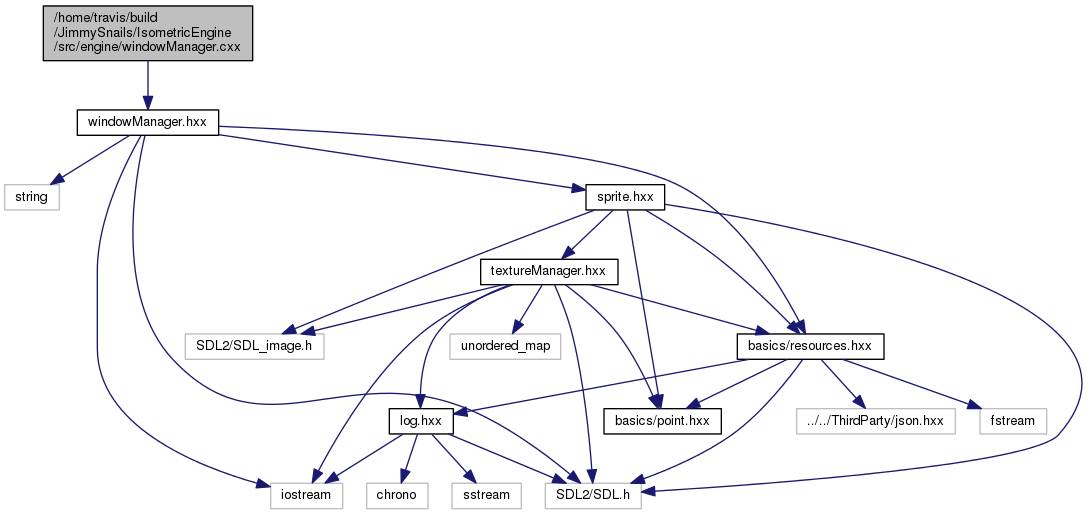 /home/travis/build
/JimmySnails/IsometricEngine
/src/engine/windowManager.cxx
windowManager.hxx
string
sprite.hxx
textureManager.hxx
SDL2/SDL_image.h
unordered_map
basics/resources.hxx
log.hxx
basics/point.hxx
../../ThirdParty/json.hxx
fstream
iostream
chrono
sstream
SDL2/SDL.h